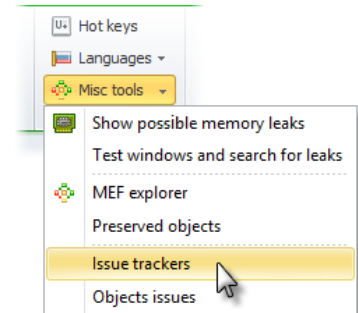 U+ Hot keys
Languages
Misc tools
Show possible memory leaks
Test windows and search for leaks
MEF explorer
Preserved objects
Issue trackers
Objects issues